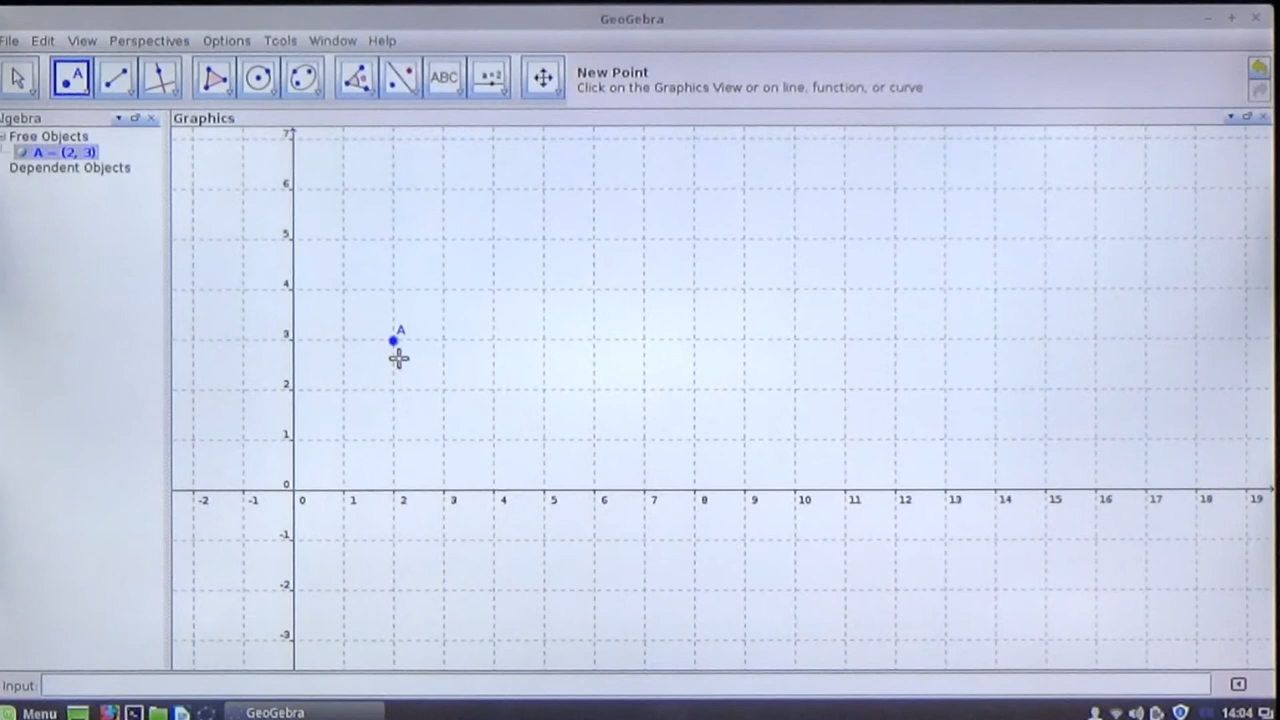 GeoGebra
File Edit View Perspectives Options Tools Window Help
A
ABC
a=2
New Point
Click on the Graphics View or on line, function, or curve
lgebra
Graphics
Free Objects
A = (2, 3)
Dependent Objects
7
6
5
4
3
2
1
0
-1
-2
-3
A
-2 -1 0 1 2 3 4 5 6 7 8 9 10 11 12 13 14 15 16 17 18 19
Input:
Menu
GeoGebra
14:04